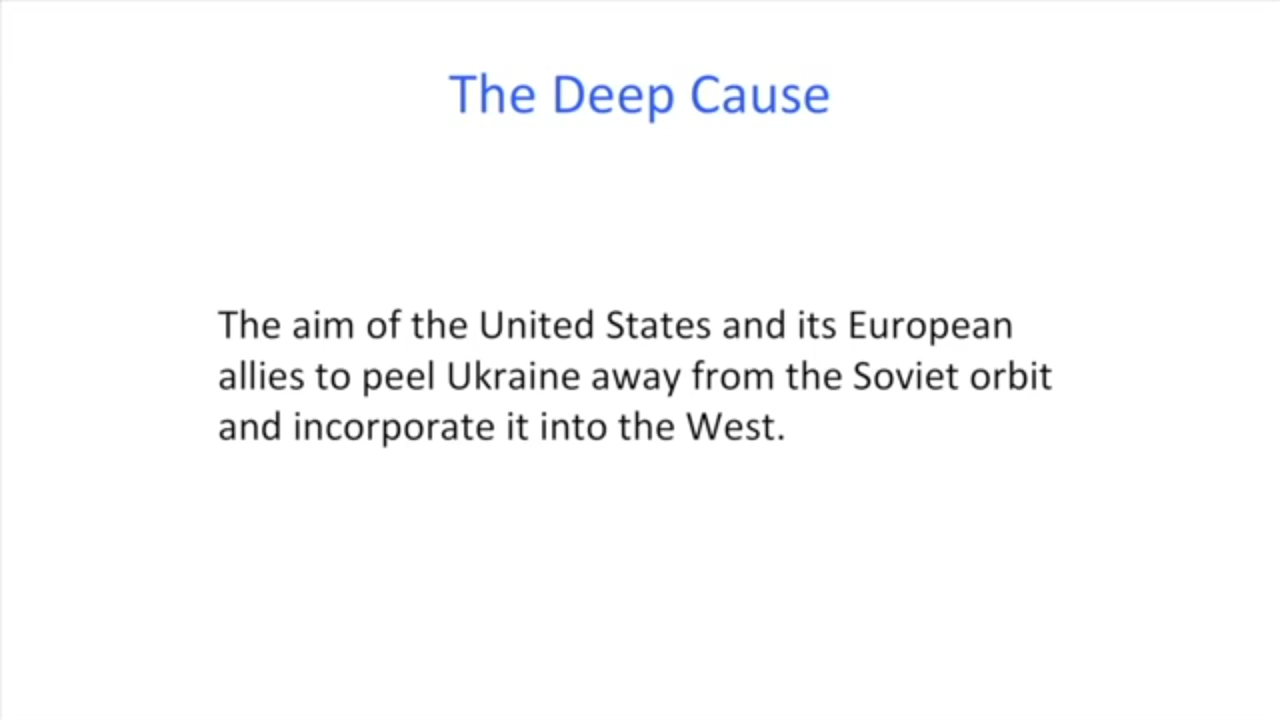 The Deep Cause
The aim of the United States and its European
allies to peel Ukraine away from the Soviet orbit
and incorporate it into the West.